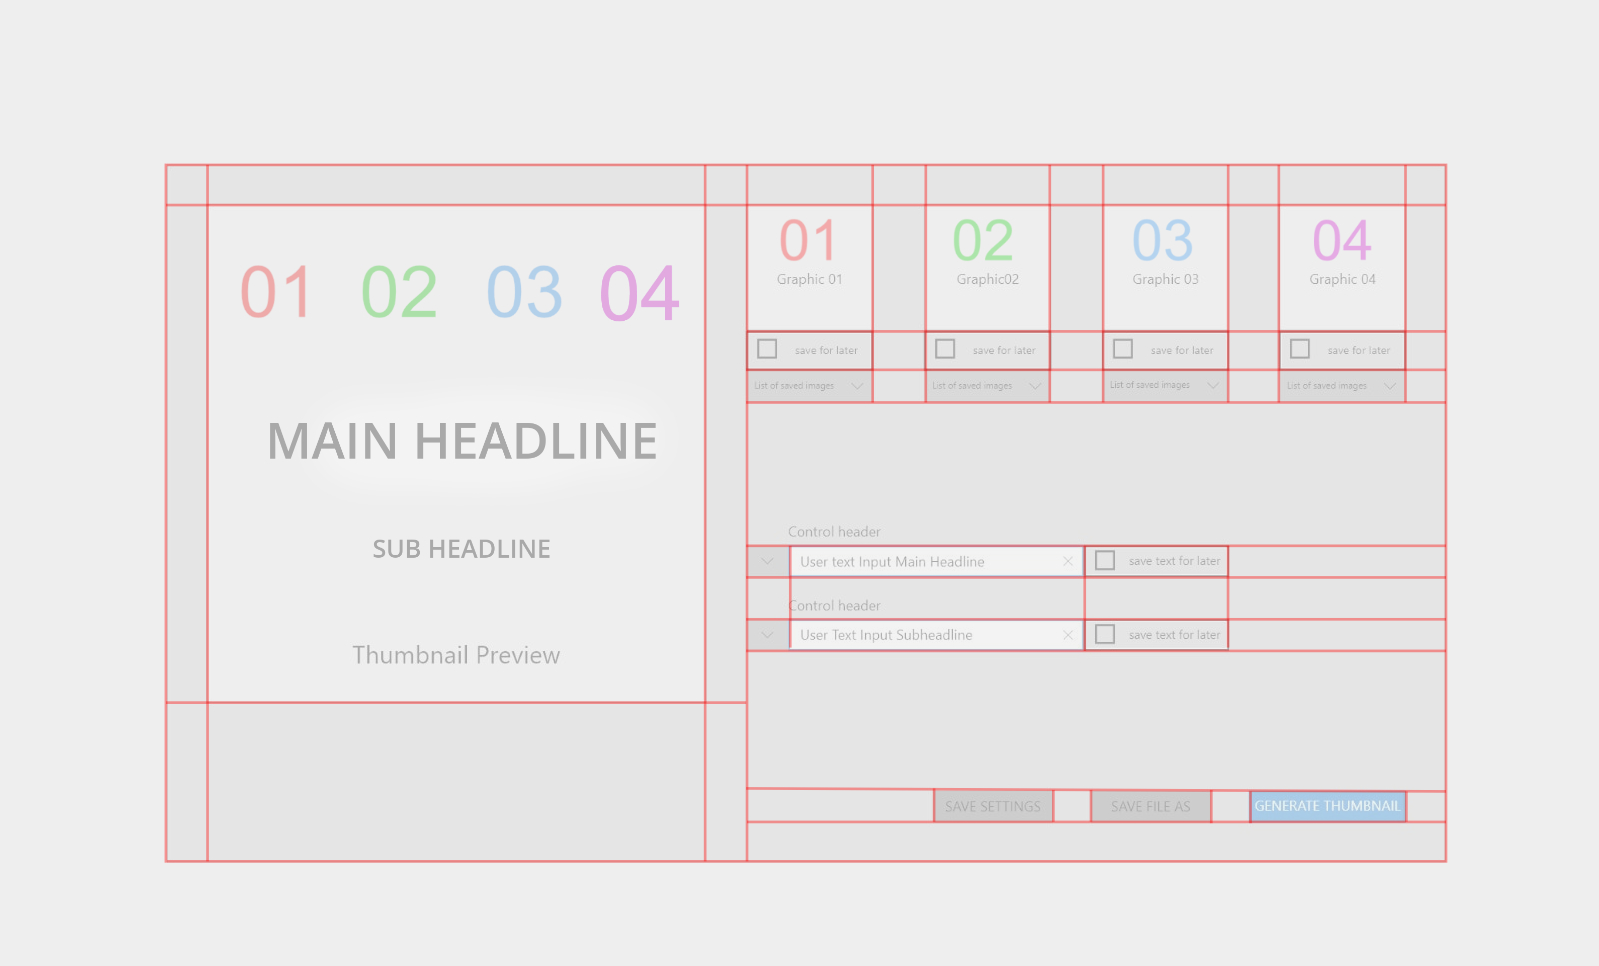 01 02 03 04
MAIN HEADLINE
SUB HEADLINE
Thumbnail Preview
01
Graphic 01
save for later
List of saved images
02
Graphic02
save for later
List of saved images
03
Graphic 03
save for later
List of saved images
04
Graphic 04
save for later
List of saved images
Control header
User text Input Main Headline
save text for later
Control header
User Text Input Subheadline
save text for later
SAVE SETTINGS
SAVE FILE AS
GENERATE THUMBNAIL